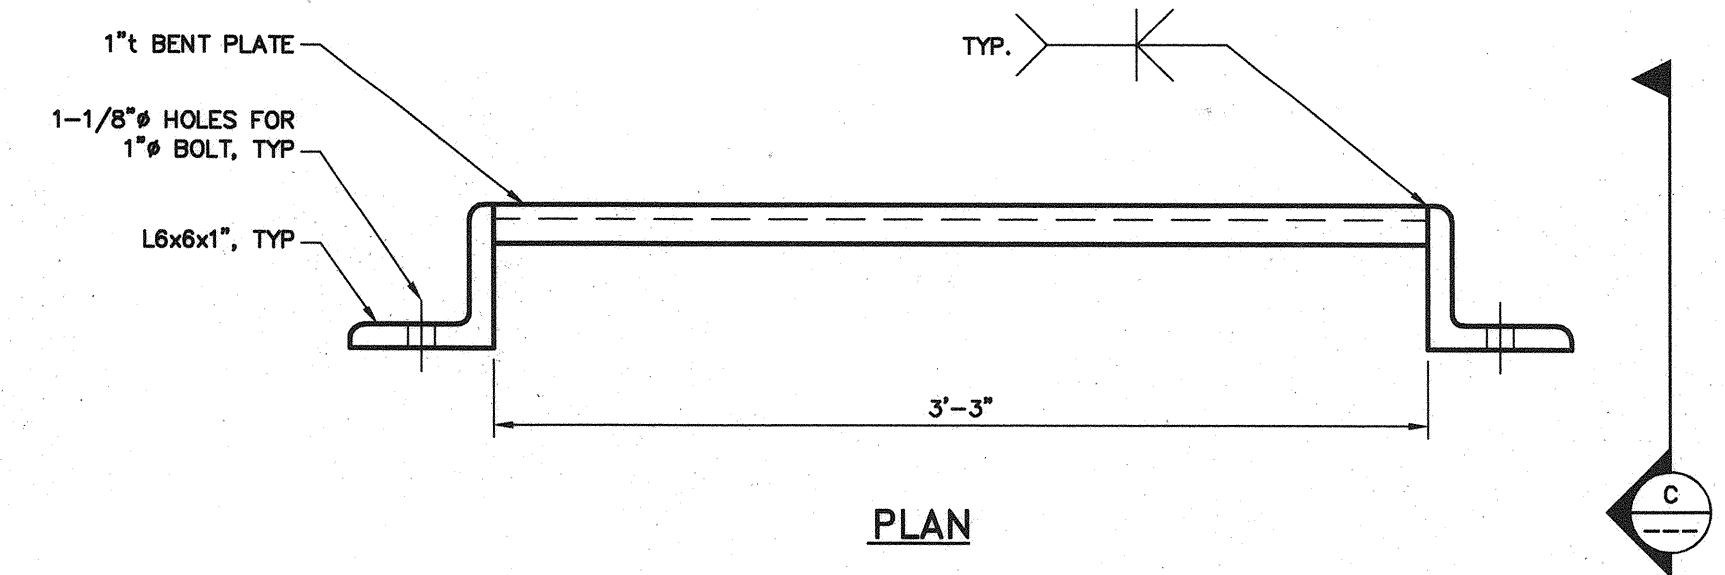 1"t BENT PLATE
TYP.
1-1/8"ø HOLES FOR
1"ø BOLT, TYP
L6x6x1", TYP
3'-3"
PLAN
C